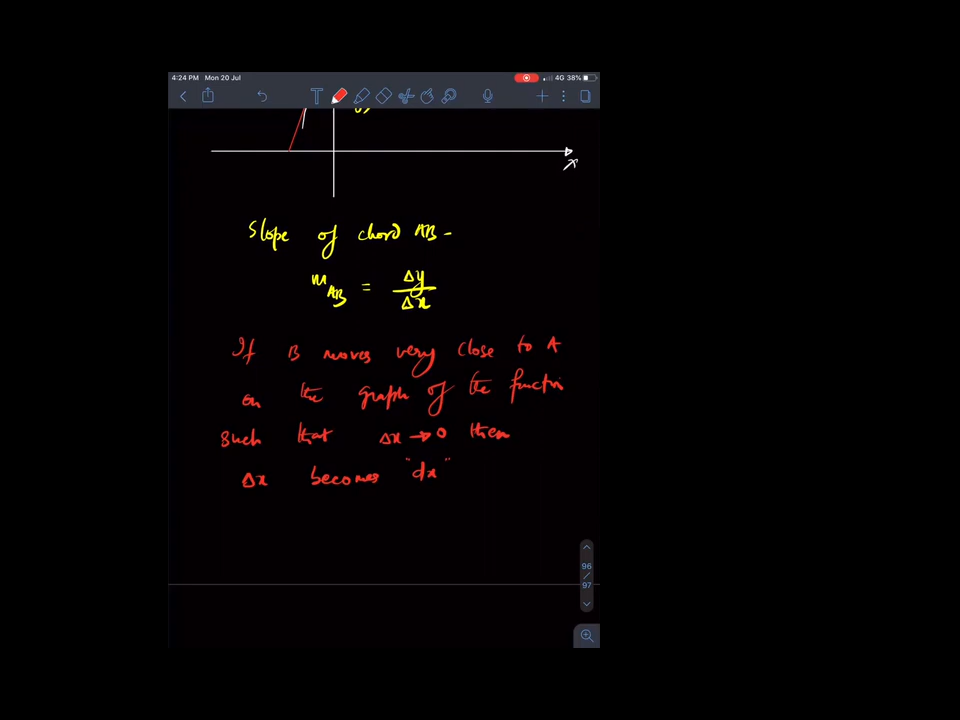 4:24 PM Mon 20 Jul 4G 38%
T
x
Slope of chord AB -
m_AB = Δy/Δx
If B moves very close to A
on the graph of the functin
such that Δx → 0 then
Δx becomes "dx"
96
/
97